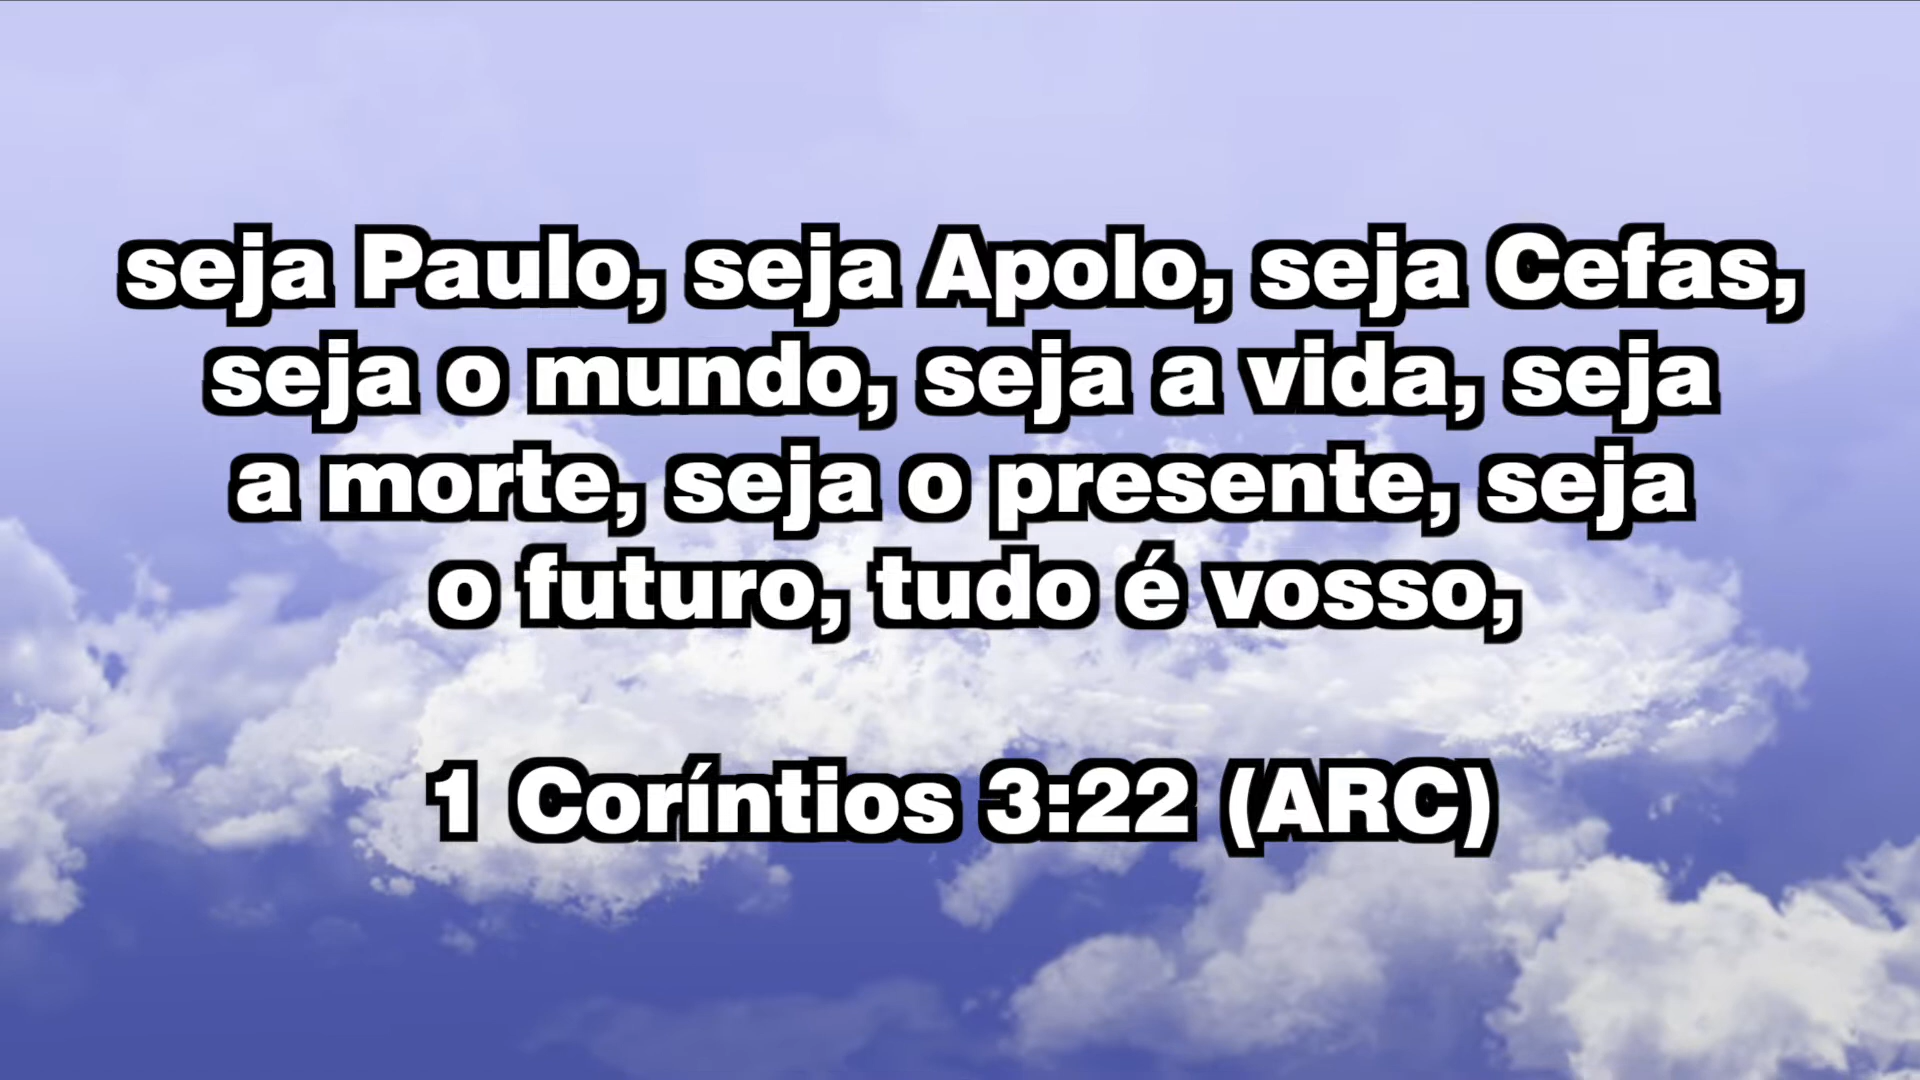 seja Paulo, seja Apolo, seja Cefas,
seja o mundo, seja a vida, seja
a morte, seja o presente, seja
o futuro, tudo é vosso,
1 Coríntios 3:22 (ARC)